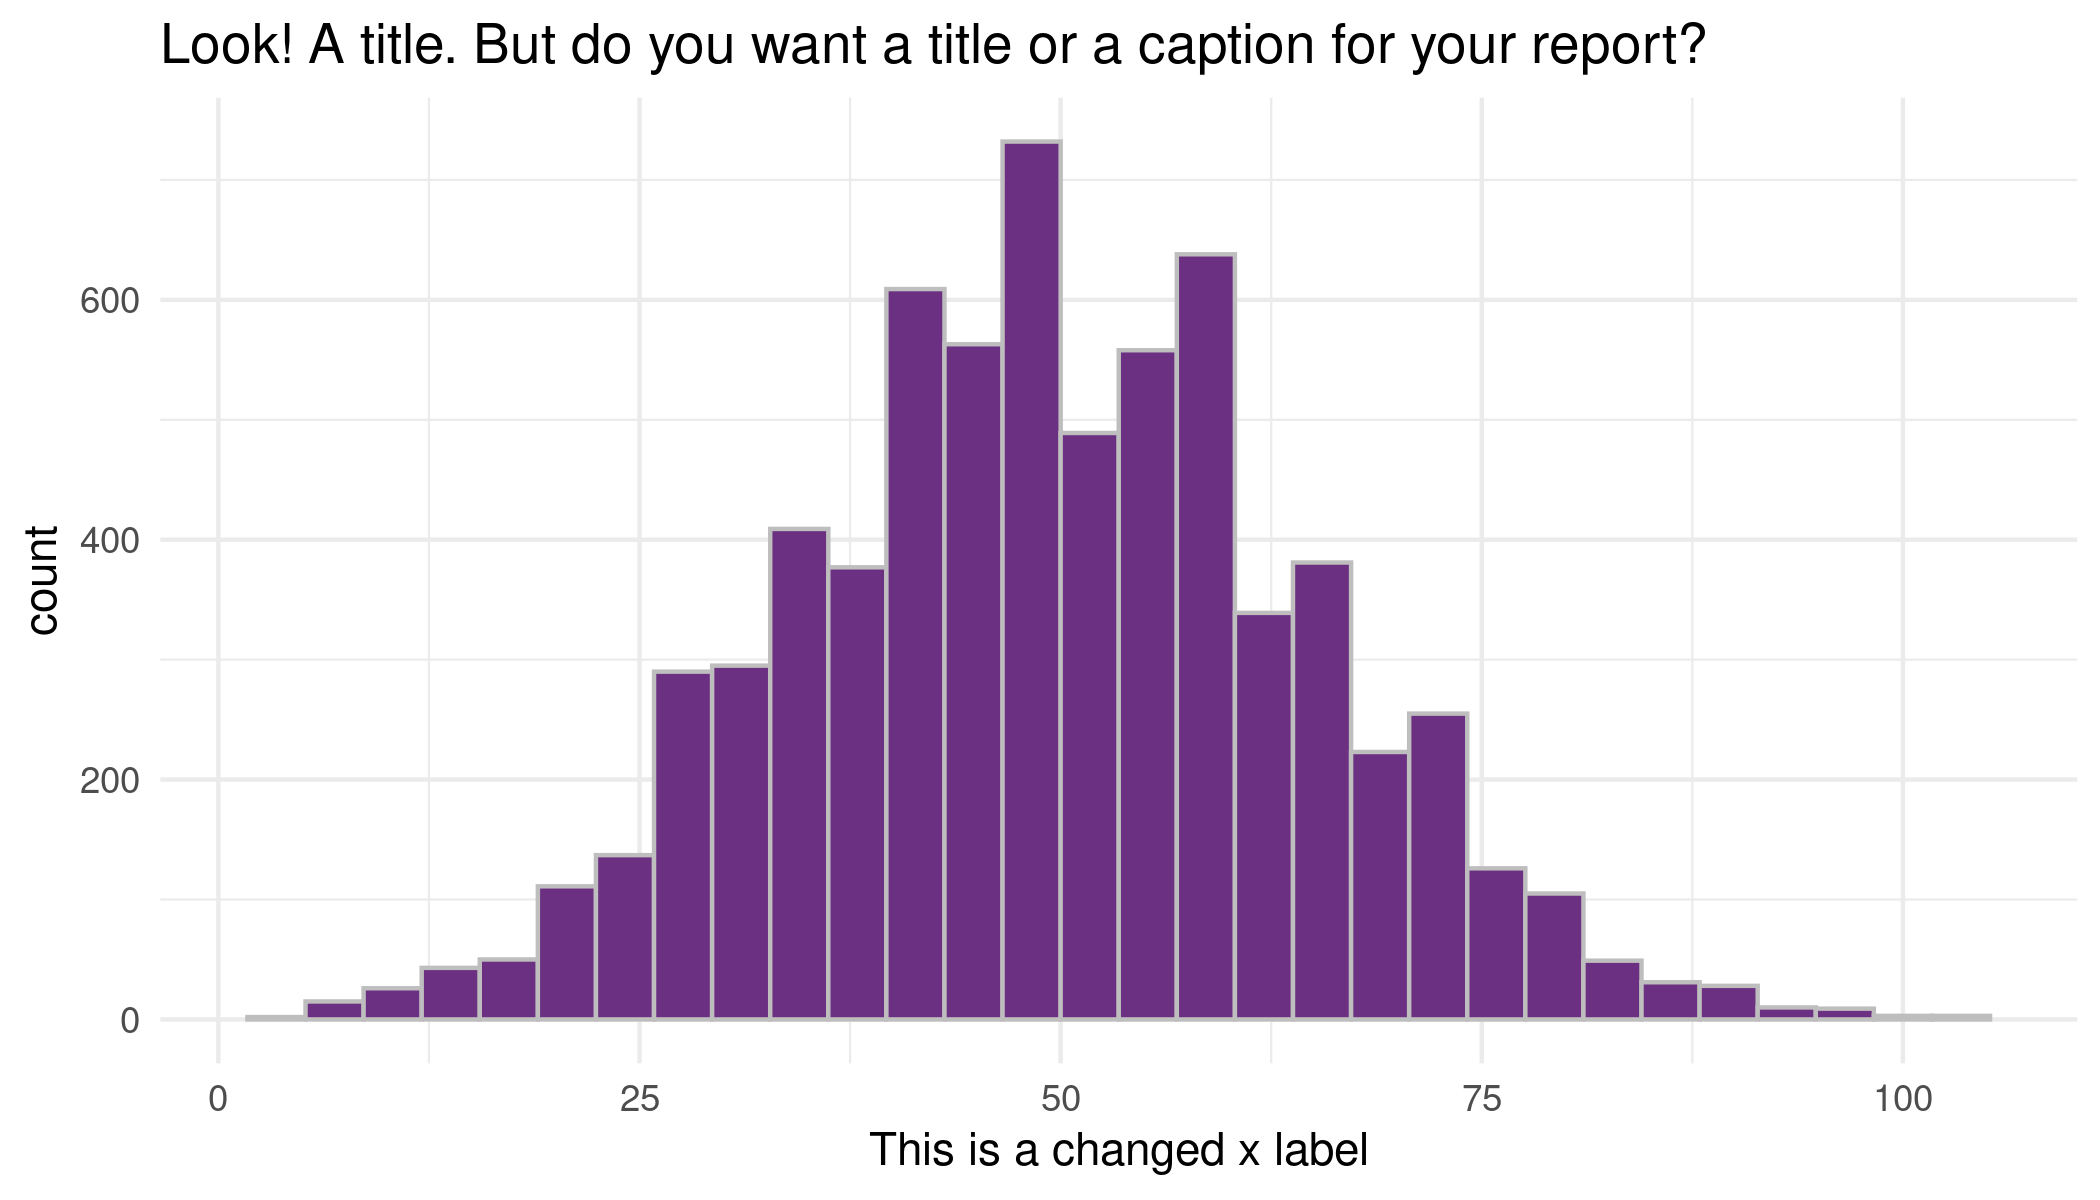 Look! A title. But do you want a title or a caption for your report?
600
400
200
0
count
0 25 50 75 100
This is a changed x label